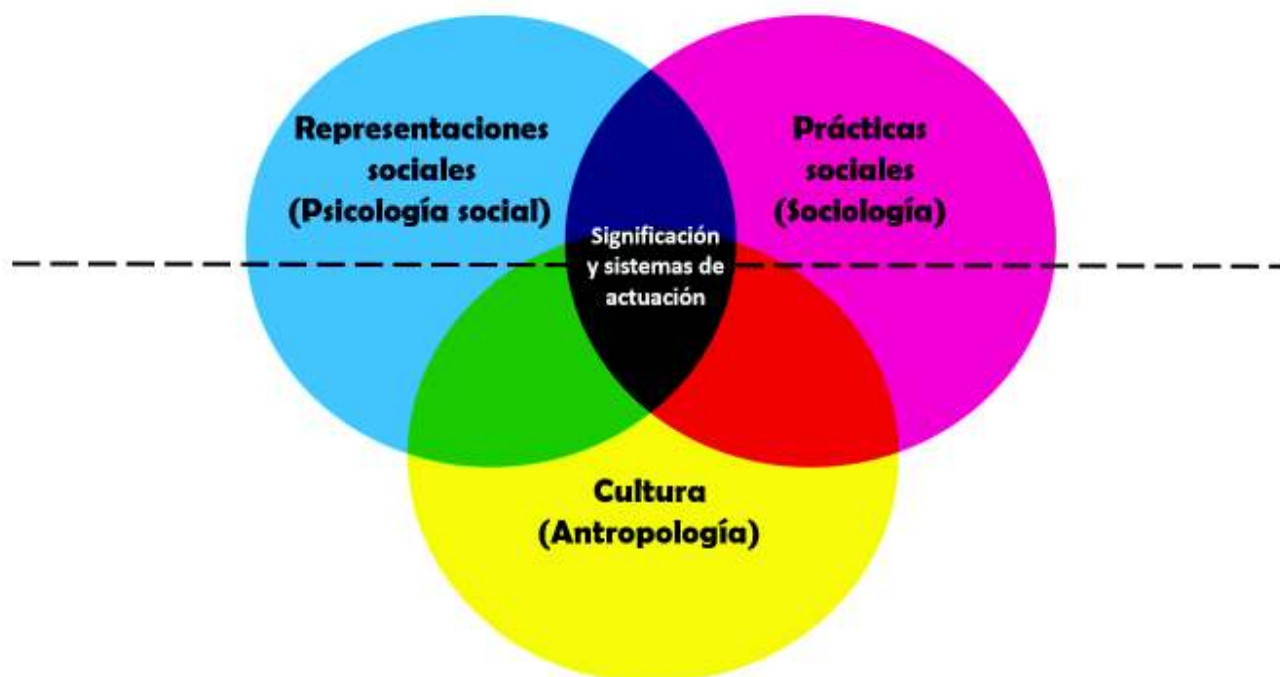 Representaciones
sociales
(Psicología social)
Prácticas
sociales
(Sociología)
Significación
y sistemas de
actuación
Cultura
(Antropología)